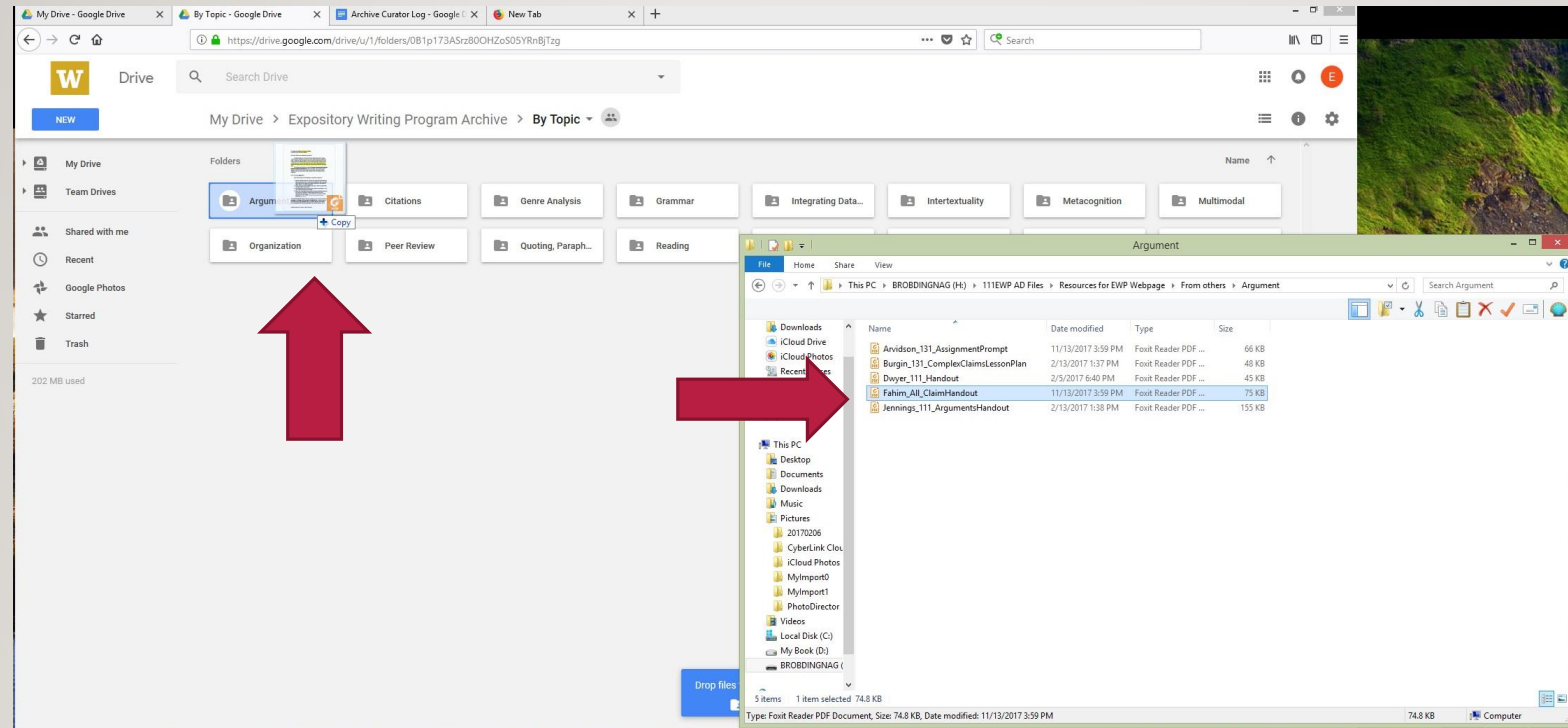 My Drive - Google Drive
By Topic - Google Drive
Archive Curator Log - Google D
New Tab
https://drive.google.com/drive/u/1/folders/0B1p173ASrz80OHZoS05YRnBjTzg
Search
W Drive
Search Drive
E
NEW
My Drive > Expository Writing Program Archive > By Topic
My Drive
Team Drives
Shared with me
Recent
Google Photos
Starred
Trash
202 MB used
Folders
Name
Argum
Citations
Genre Analysis
Grammar
Integrating Data...
Intertextuality
Metacognition
Multimodal
Copy
Organization
Peer Review
Quoting, Paraph...
Reading
Drop files
Argument
File Home Share View
This PC BROBDINGNAG (H:) 111EWP AD Files Resources for EWP Webpage From others Argument
Search Argument
Downloads
iCloud Drive
iCloud Photos
This PC
Desktop
Documents
Downloads
Music
Pictures
20170206
CyberLink Clou
iCloud Photos
MyImport0
MyImport1
PhotoDirector
Videos
Local Disk (C:)
My Book (D:)
BROBDINGNAG (
Name Date modified Type Size
Arvidson_131_AssignmentPrompt 11/13/2017 3:59 PM Foxit Reader PDF ... 66 KB
Burgin_131_ComplexClaimsLessonPlan 2/13/2017 1:37 PM Foxit Reader PDF ... 48 KB
Dwyer_111_Handout 2/5/2017 6:40 PM Foxit Reader PDF ... 45 KB
Fahim_All_ClaimHandout 11/13/2017 3:59 PM Foxit Reader PDF ... 75 KB
Jennings_111_ArgumentsHandout 2/13/2017 1:38 PM Foxit Reader PDF ... 155 KB
5 items 1 item selected 74.8 KB
Type: Foxit Reader PDF Document, Size: 74.8 KB, Date modified: 11/13/2017 3:59 PM
74.8 KB Computer